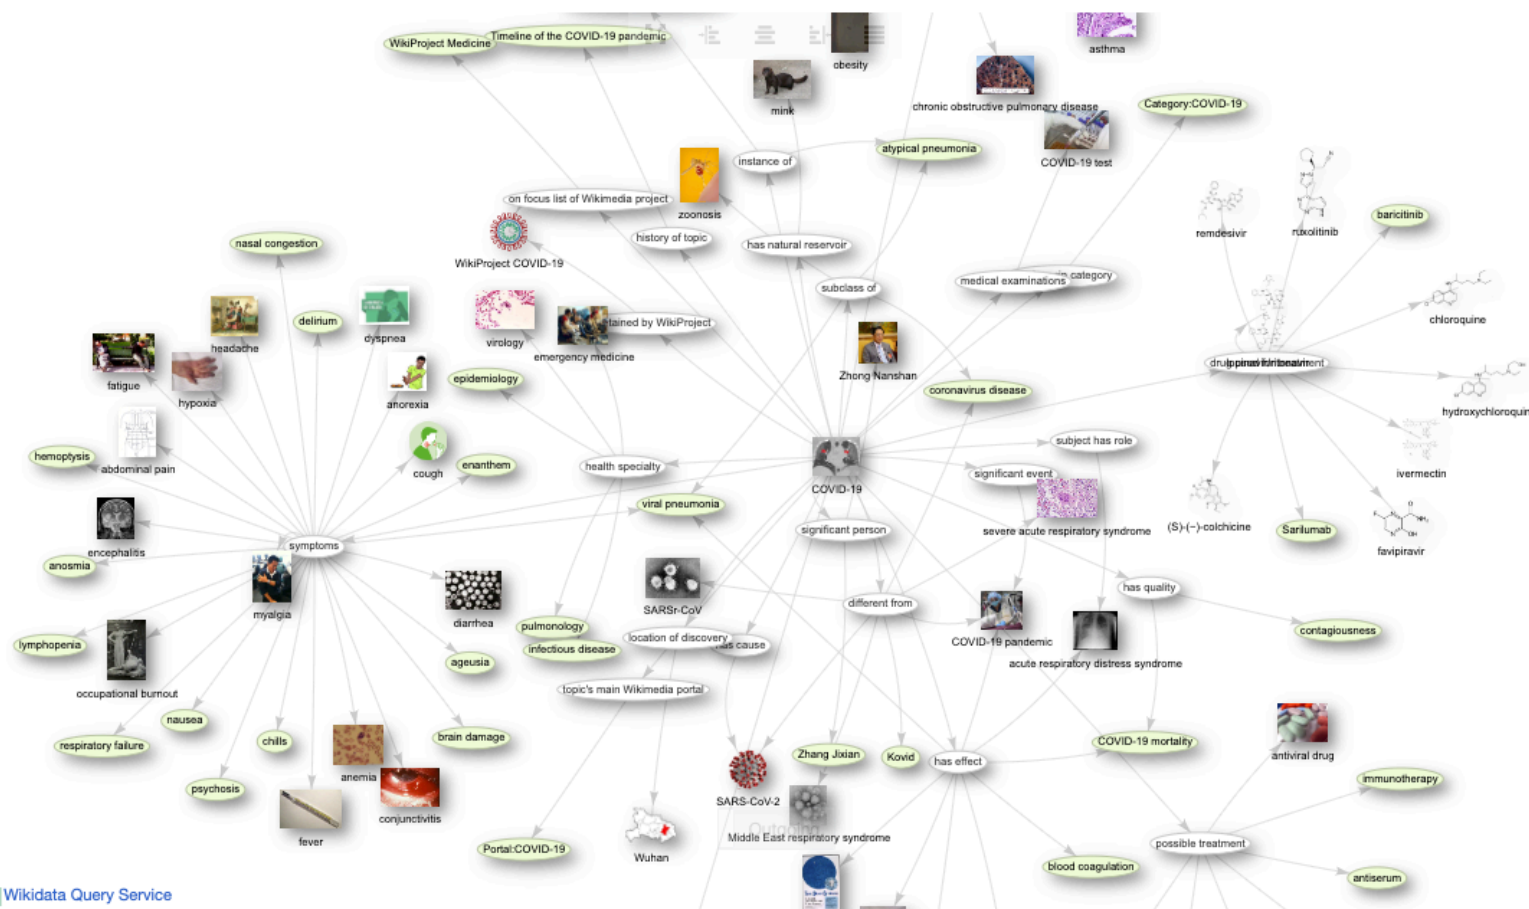 WikiProject Medicine
Timeline of the COVID-19 pandemic
obesity
asthma
mink
chronic obstructive pulmonary disease
Category:COVID-19
COVID-19 test
instance of
atypical pneumonia
on focus list of Wikimedia project
zoonosis
baricitinib
remdesivir
ruxolitinib
nasal congestion
history of topic
has natural reservoir
WikiProject COVID-19
medical examinations
category
subclass of
chloroquine
delirium
headache
dyspnea
virology
tained by WikiProject
emergency medicine
fatigue
hypoxia
anorexia
epidemiology
Zhong Nanshan
coronavirus disease
hydroxychloroquin
hemoptysis
abdominal pain
cough
enanthem
health specialty
COVID-19
subject has role
significant event
ivermectin
viral pneumonia
significant person
severe acute respiratory syndrome
(S)-(−)-colchicine
Sarilumab
favipiravir
encephalitis
symptoms
anosmia
myalgia
diarrhea
SARSr-CoV
different from
has quality
pulmonology
location of discovery
cause
COVID-19 pandemic
contagiousness
lymphopenia
infectious disease
ageusia
acute respiratory distress syndrome
occupational burnout
topic's main Wikimedia portal
nausea
respiratory failure
chills
brain damage
COVID-19 mortality
Zhang Jixian
Kovid
has effect
antiviral drug
anemia
psychosis
immunotherapy
SARS-CoV-2
conjunctivitis
fever
Middle East respiratory syndrome
Portal:COVID-19
Wuhan
possible treatment
blood coagulation
antiserum
Wikidata Query Service